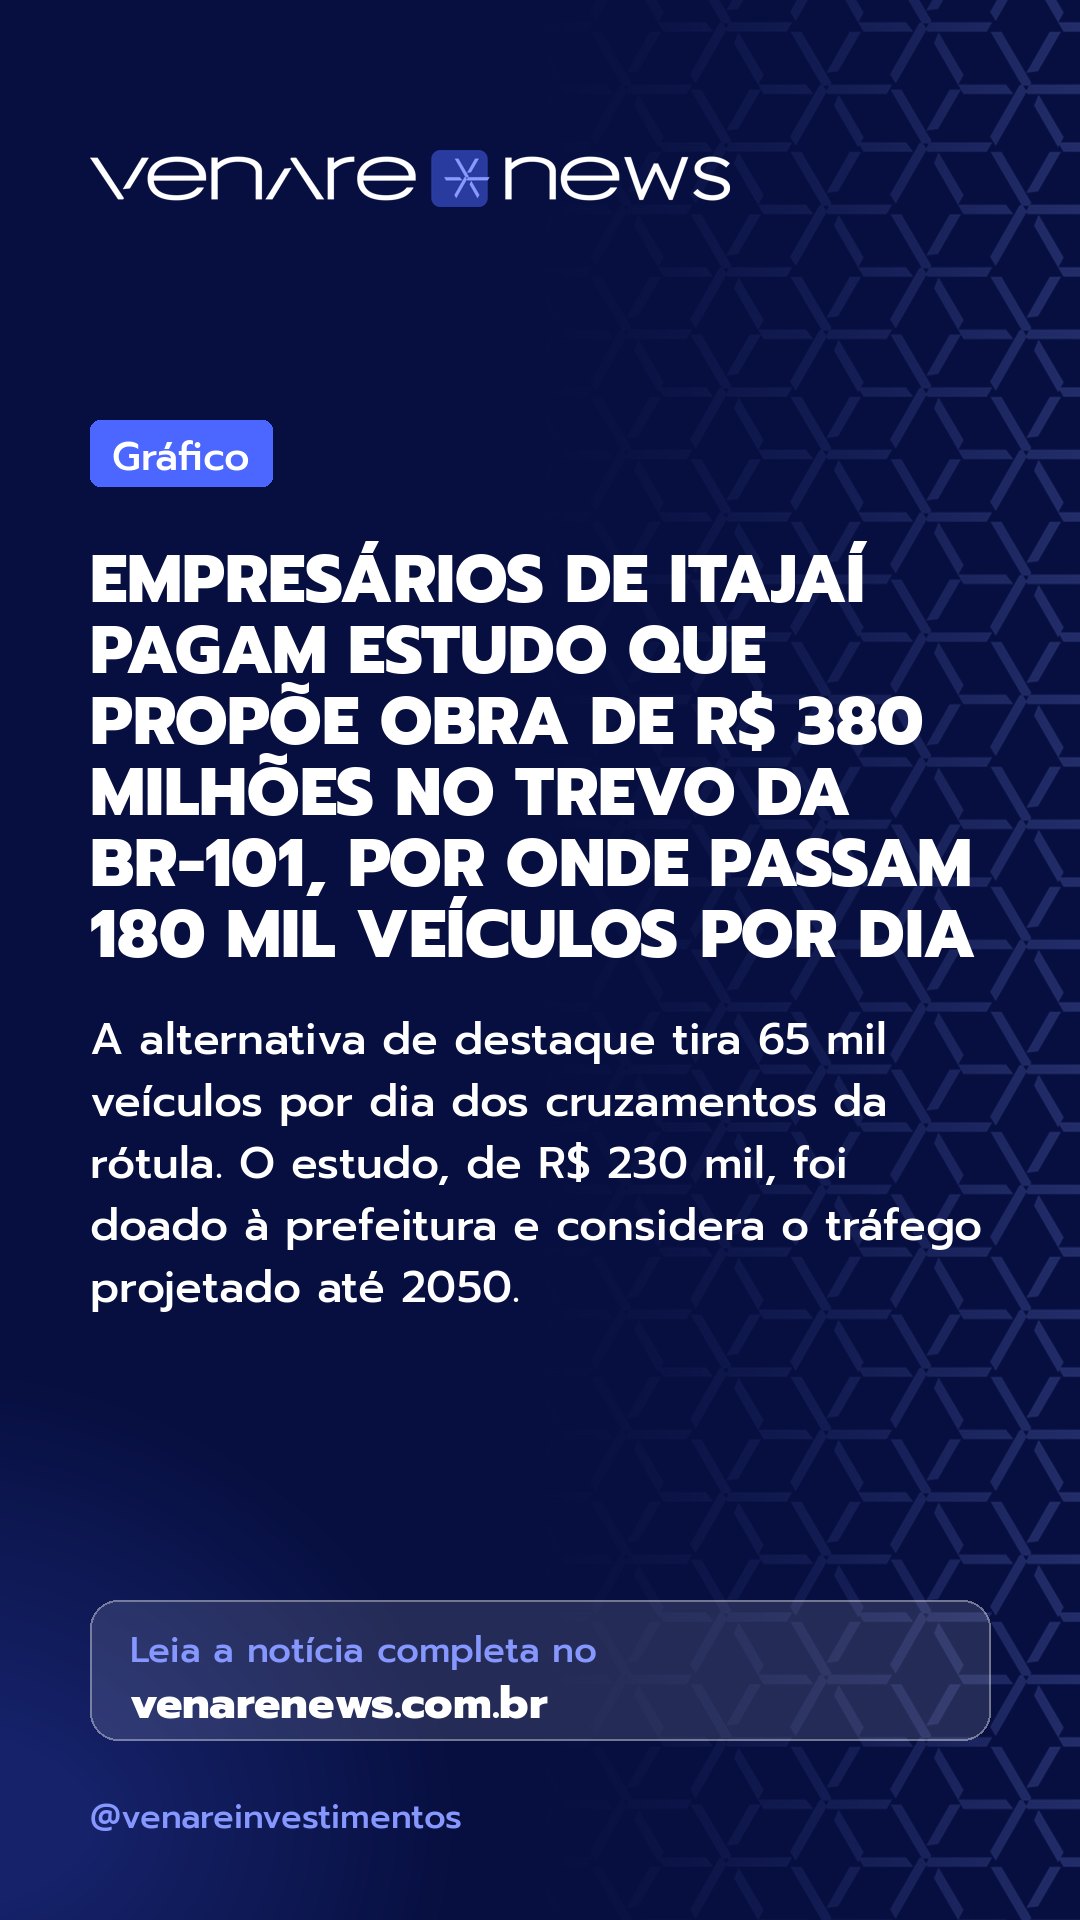 venare news
Gráfico
EMPRESÁRIOS DE ITAJAÍ
PAGAM ESTUDO QUE
PROPÕE OBRA DE R$ 380
MILHÕES NO TREVO DA
BR-101, POR ONDE PASSAM
180 MIL VEÍCULOS POR DIA
A alternativa de destaque tira 65 mil
veículos por dia dos cruzamentos da
rótula. O estudo, de R$ 230 mil, foi
doado à prefeitura e considera o tráfego
projetado até 2050.
Leia a notícia completa no
venarenews.com.br
@venareinvestimentos